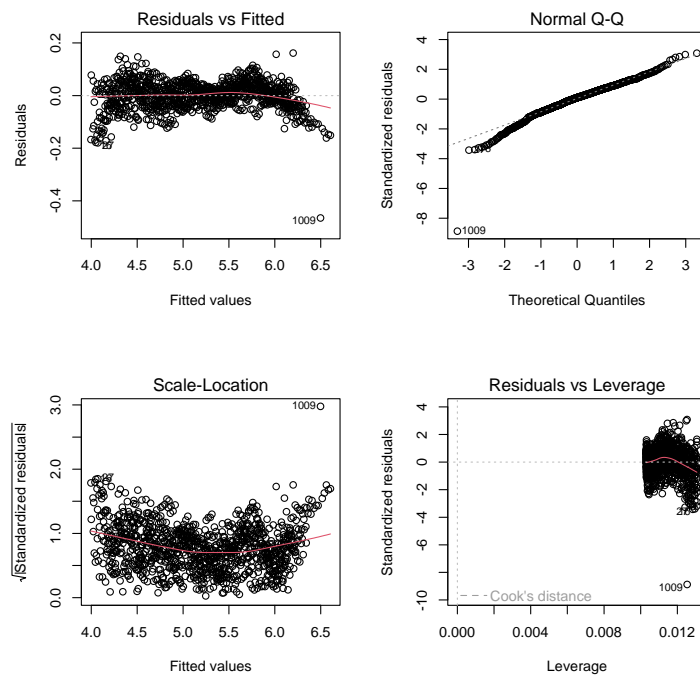 Residuals vs Fitted
Residuals
0.2
0.0
-0.2
-0.4
1009
4.0 4.5 5.0 5.5 6.0 6.5
Fitted values
Normal Q-Q
Standardized residuals
4
2
0
-2
-4
-6
-8
1009
-3 -2 -1 0 1 2 3
Theoretical Quantiles
Scale-Location
√|Standardized residuals|
3.0
2.0
1.0
0.0
1009
4.0 4.5 5.0 5.5 6.0 6.5
Fitted values
Residuals vs Leverage
Standardized residuals
4
2
0
-2
-4
-6
-8
-10
1009
Cook's distance
0.000 0.004 0.008 0.012
Leverage